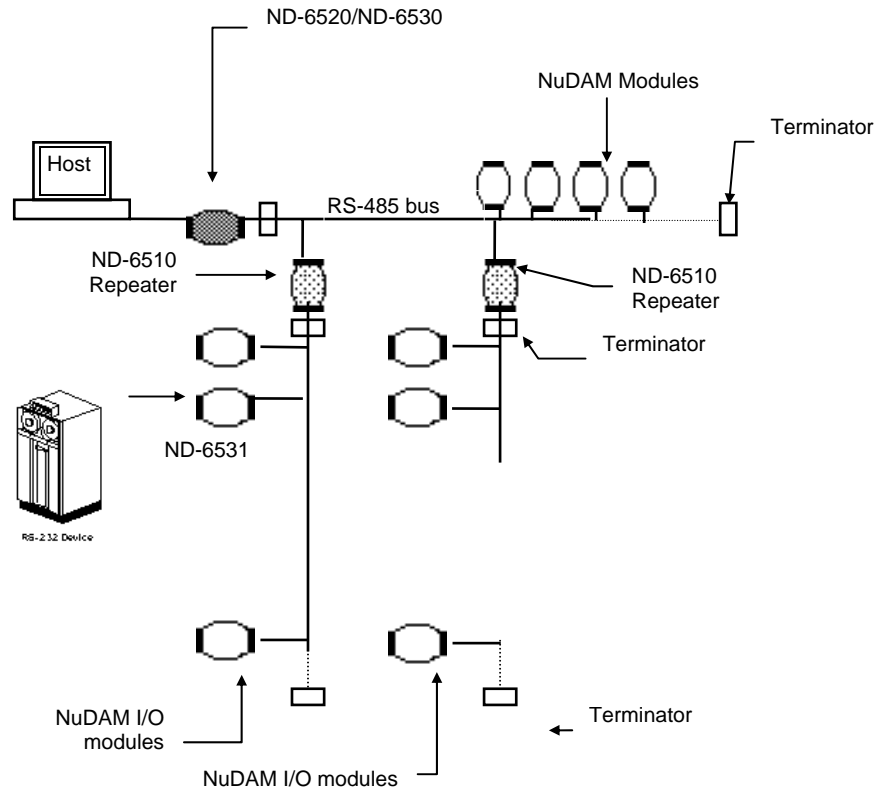 ND-6520/ND-6530
NuDAM Modules
Terminator
Host
RS-485 bus
ND-6510
Repeater
ND-6510
Repeater
Terminator
ND-6531
RS-232 Device
NuDAM I/O
modules
Terminator
NuDAM I/O modules